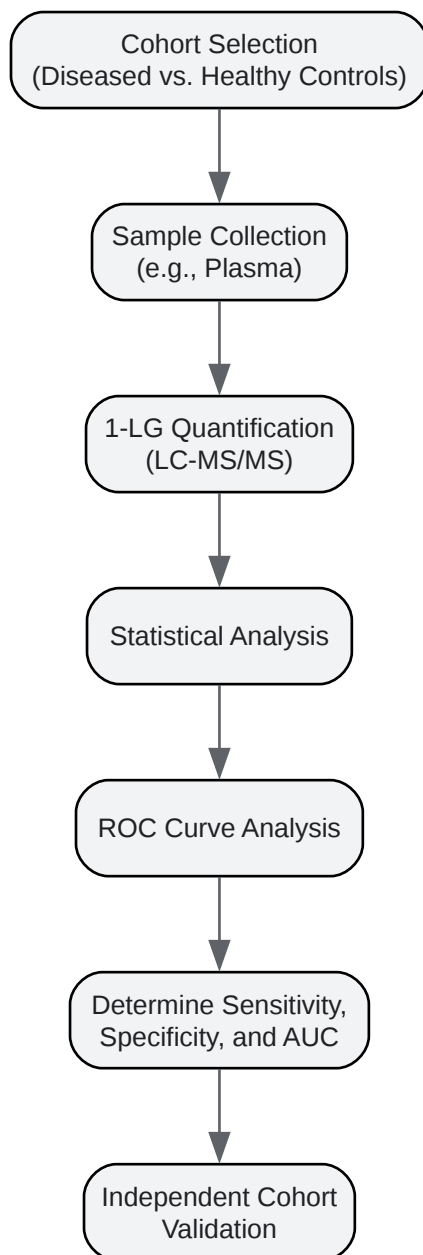 Cohort Selection
(Diseased vs. Healthy Controls)
Sample Collection
(e.g., Plasma)
1-LG Quantification
(LC-MS/MS)
Statistical Analysis
ROC Curve Analysis
Determine Sensitivity,
Specificity, and AUC
Independent Cohort
Validation